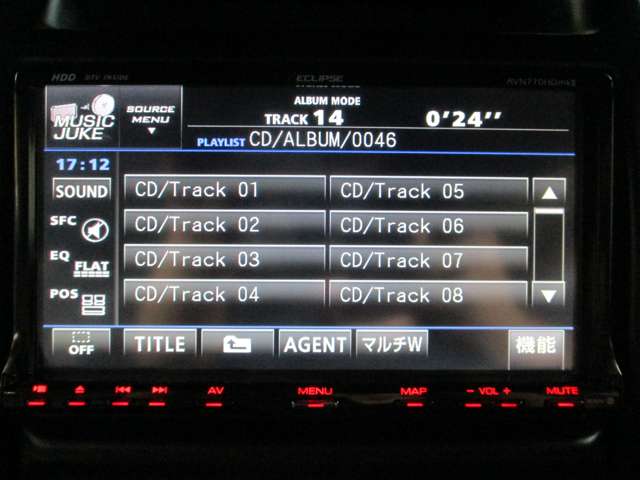 HDD DTV INSIDE ECLIPSE AVN770HDmkII
MUSIC JUKE
SOURCE MENU
ALBUM MODE
TRACK 14 0'24''
PLAYLIST CD/ALBUM/0046
17:12
SOUND
SFC
EQ FLAT
POS
CD/Track 01 CD/Track 05
CD/Track 02 CD/Track 06
CD/Track 03 CD/Track 07
CD/Track 04 CD/Track 08
OFF TITLE AGENT マルチW 機能
AV MENU MAP - VOL + MUTE